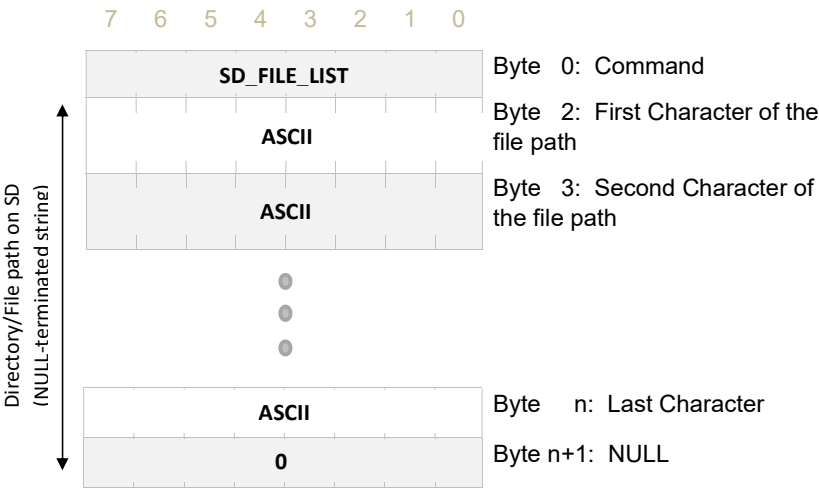 7 6 5 4 3 2 1 0
SD_FILE_LIST
Byte 0: Command
ASCII
Byte 2: First Character of the
file path
ASCII
Byte 3: Second Character of
the file path
Directory/File path on SD
(NULL-terminated string)
ASCII
Byte n: Last Character
0
Byte n+1: NULL